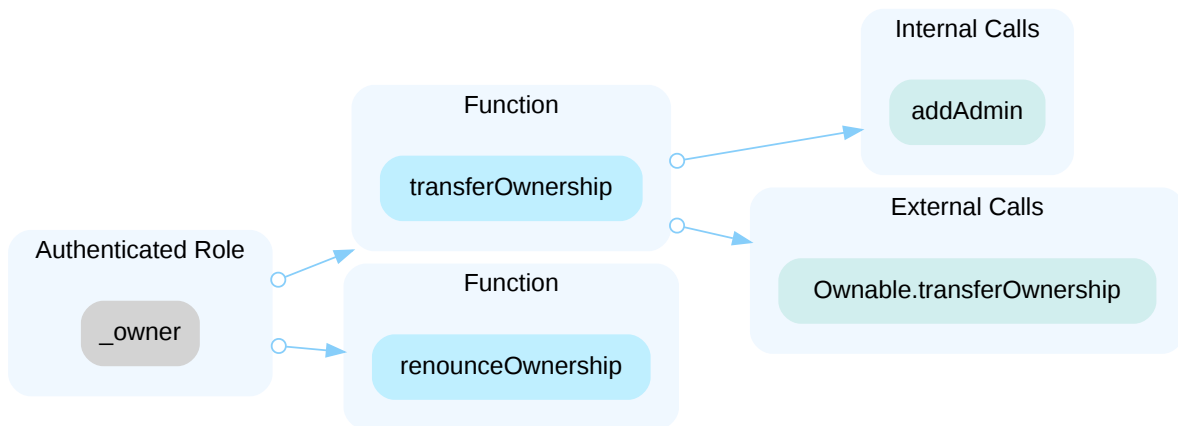 Authenticated Role
_owner
Function
transferOwnership
Function
renounceOwnership
Internal Calls
addAdmin
External Calls
Ownable.transferOwnership